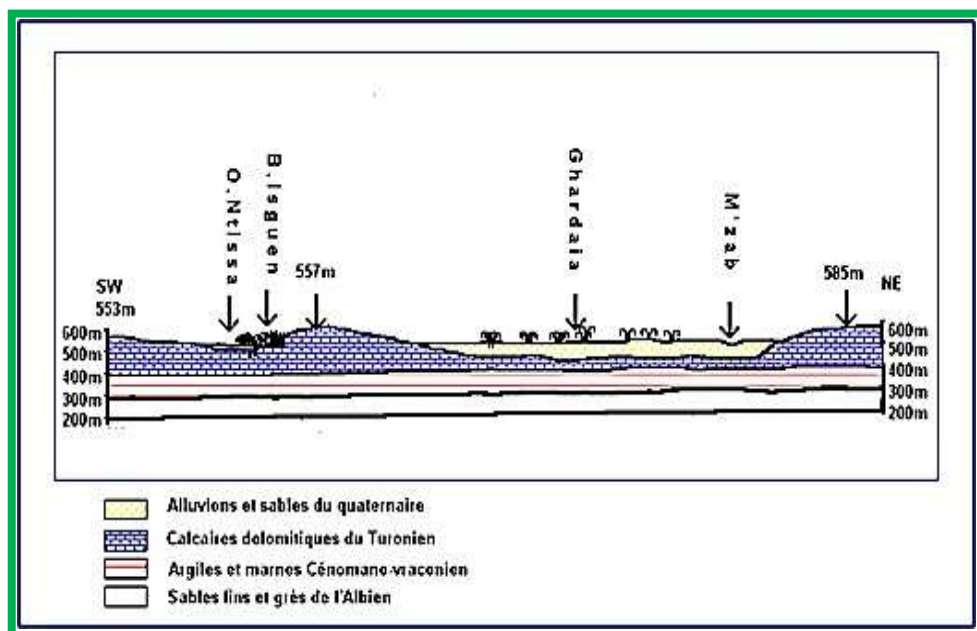 O.Ntissa
B.Isguen
Ghardaia
M'zab
557m
585m
SW
NE
553m
600m
500m
400m
300m
200m
600m
500m
400m
300m
200m
Alluvions et sables du quaternaire
Calcaires dolomitiques du Turonien
Argiles et marnes Cénomano-vraconien
Sables fins et grès de l'Albien